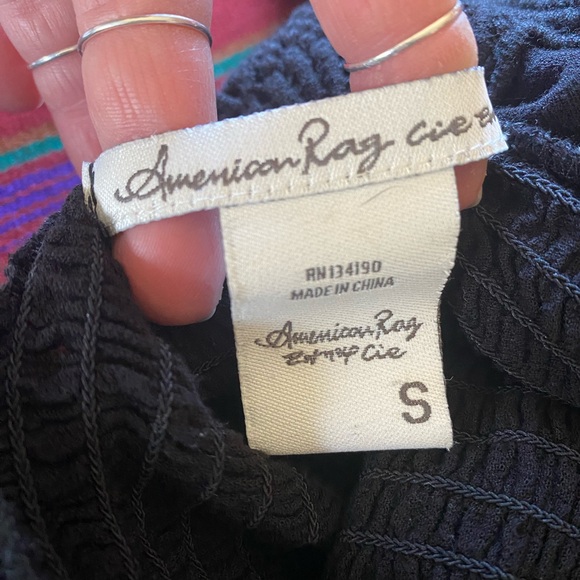 American Rag Cie
RN134190
MADE IN CHINA
American Rag
Cie
S